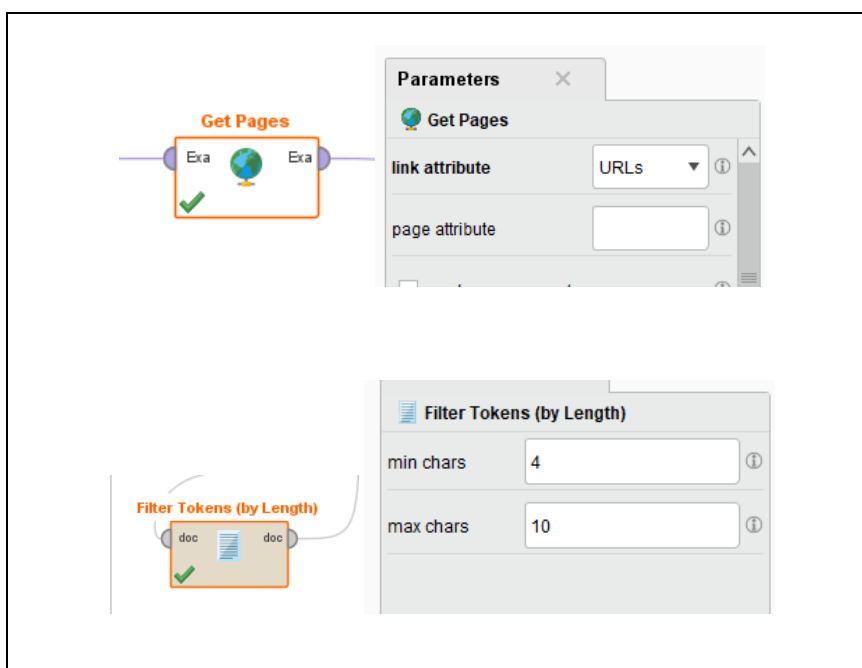 Parameters
Get Pages
Get Pages
Exa Exa
link attribute URLs
page attribute
Filter Tokens (by Length)
min chars 4
Filter Tokens (by Length)
doc doc
max chars 10